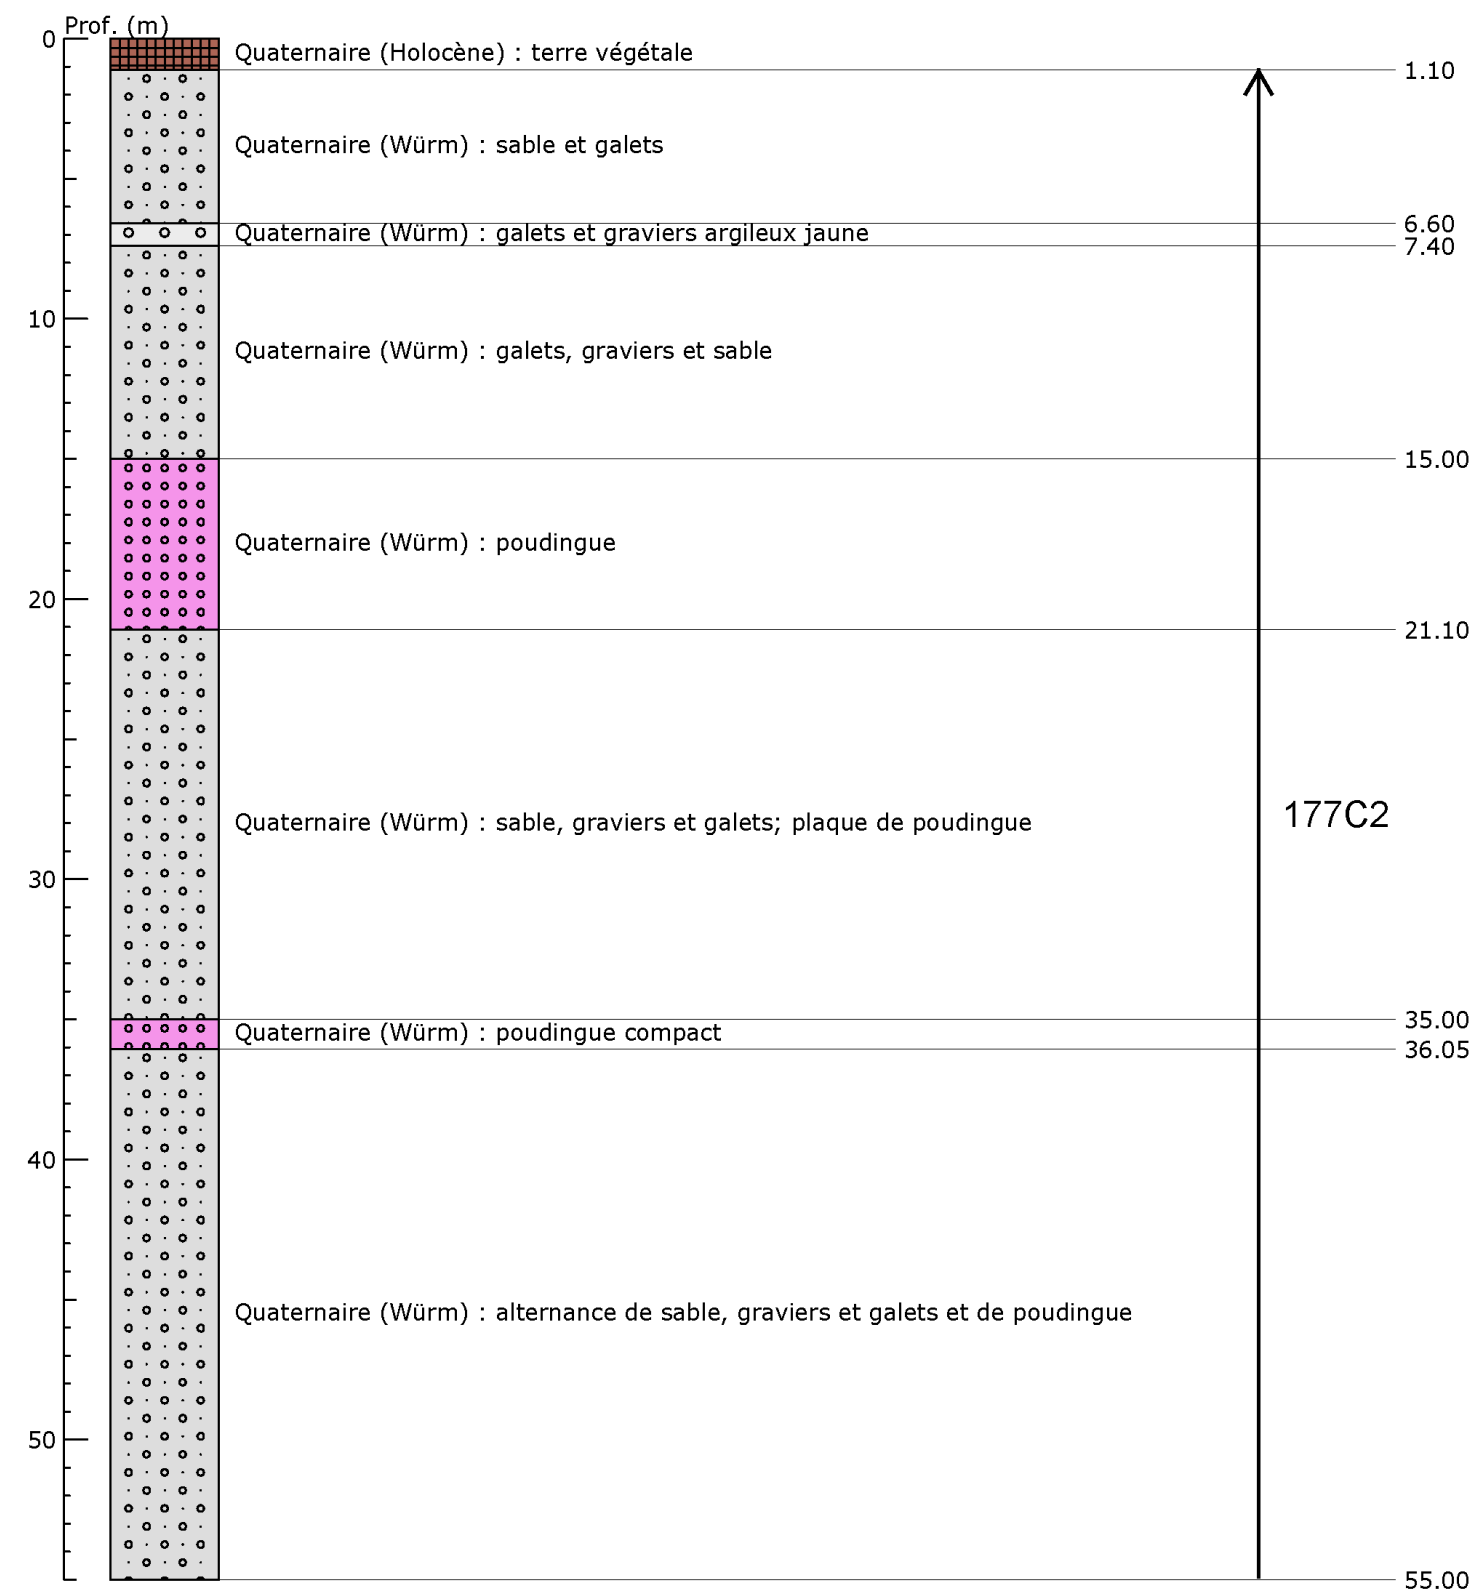 Prof. (m)
0
Quaternaire (Holocène) : terre végétale
1.10
Quaternaire (Würm) : sable et galets
6.60
Quaternaire (Würm) : galets et graviers argileux jaune
7.40
10
Quaternaire (Würm) : galets, graviers et sable
15.00
Quaternaire (Würm) : poudingue
20
21.10
Quaternaire (Würm) : sable, graviers et galets; plaque de poudingue
177C2
30
35.00
Quaternaire (Würm) : poudingue compact
36.05
40
Quaternaire (Würm) : alternance de sable, graviers et galets et de poudingue
50
55.00